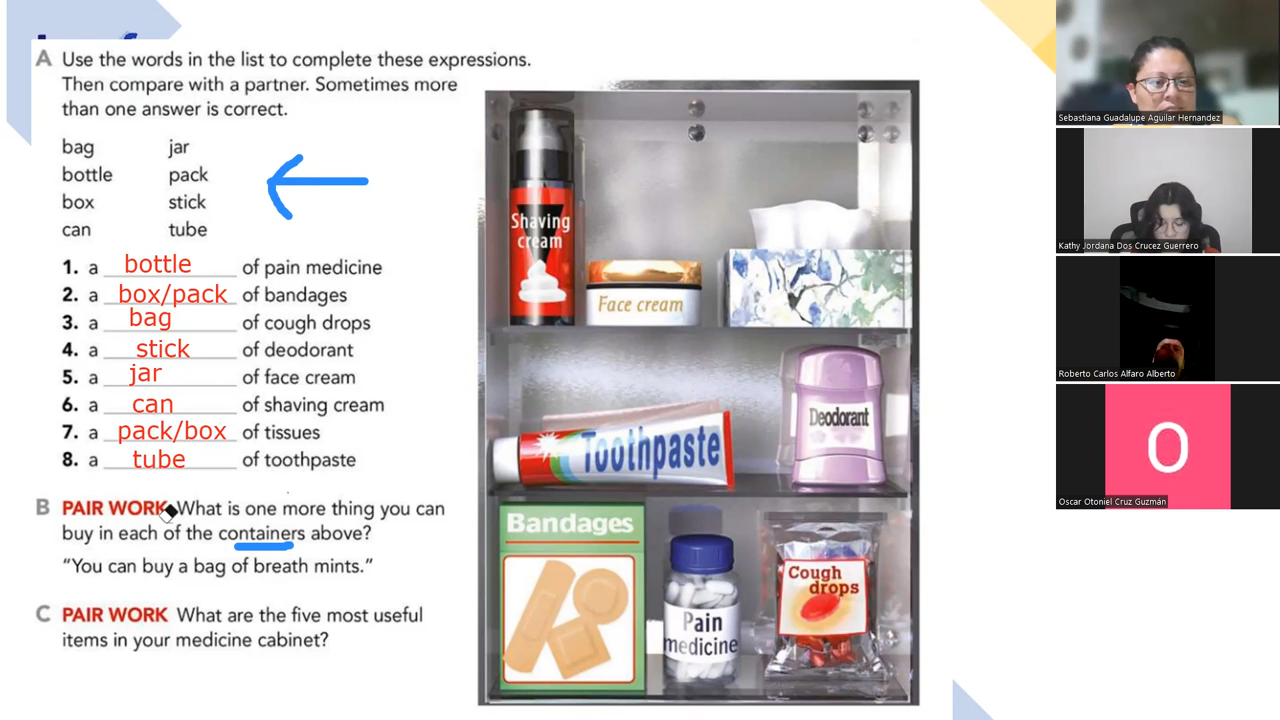 A Use the words in the list to complete these expressions.
Then compare with a partner. Sometimes more
than one answer is correct.
bag jar
bottle pack
box stick
can tube
1. a bottle of pain medicine
2. a box/pack of bandages
3. a bag of cough drops
4. a stick of deodorant
5. a jar of face cream
6. a can of shaving cream
7. a pack/box of tissues
8. a tube of toothpaste
B PAIR WORK What is one more thing you can
buy in each of the containers above?
“You can buy a bag of breath mints.”
C PAIR WORK What are the five most useful
items in your medicine cabinet?
Shaving
cream
Face cream
Toothpaste
Deodorant
Bandages
Pain
medicine
Cough
drops
Sebastiana Guadalupe Aguilar Hernandez
Kathy Jordana Dos Crucez Guerrero
Roberto Carlos Alfaro Alberto
O
Oscar Otoniel Cruz Guzmán